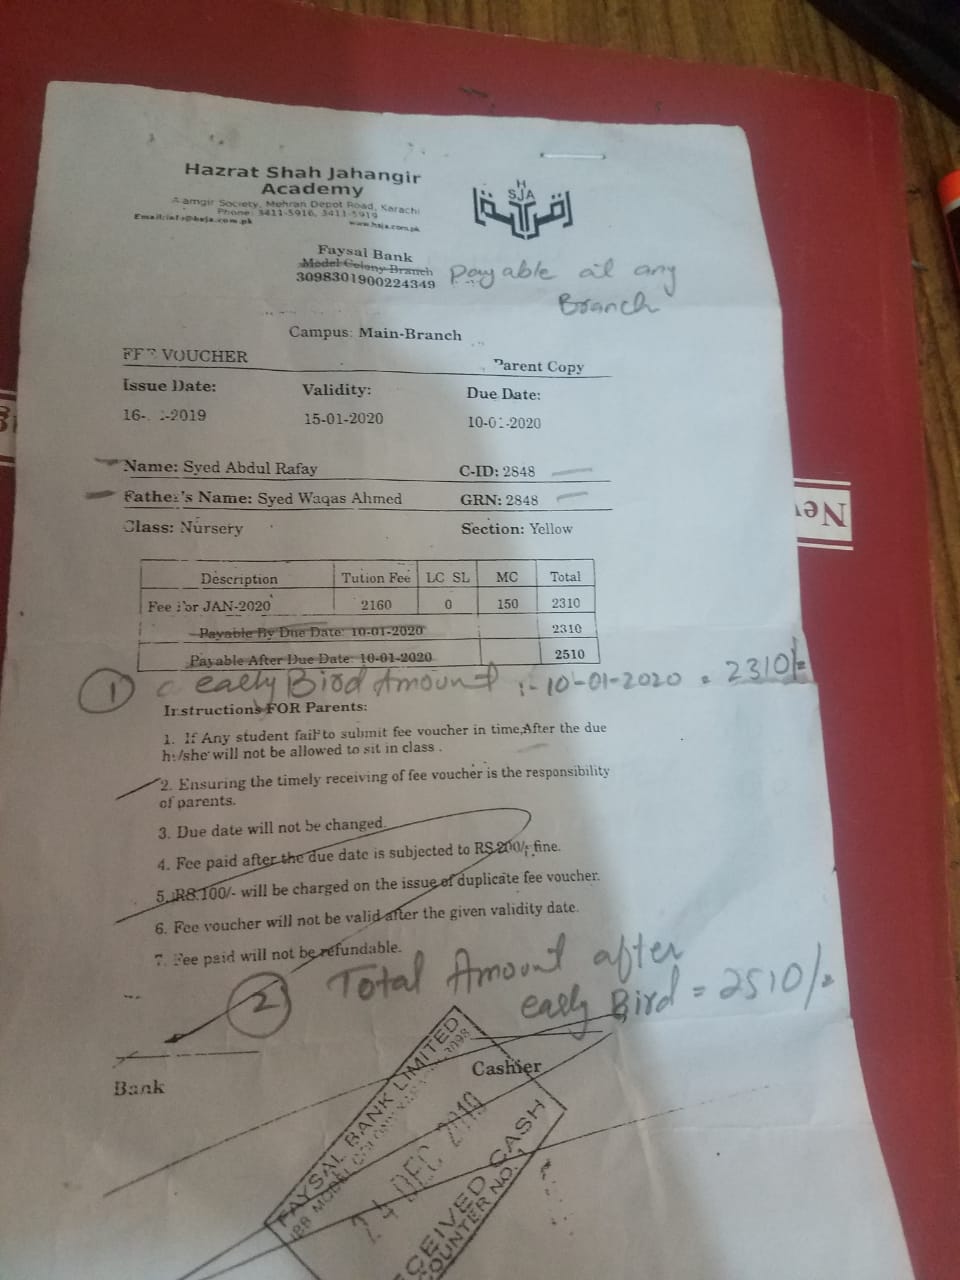 Hazrat Shah Jahangir
Academy
Aamgir Society, Mehran Depot Road, Karachi
Phone: 3411-5916, 3411-5919
Email:info@hsja.com.pk www.hsja.com.pk
H
SJA
Faysal Bank
Model Colony Branch
3098301900224349
Payable at any
Branch
Campus: Main-Branch
FEE VOUCHER Parent Copy
Issue Date: Validity: Due Date:
2019 15-01-2020 10-01-2020
Name: Syed Abdul Rafay C-ID: 2848
Father's Name: Syed Waqas Ahmed GRN: 2848
Class: Nursery Section: Yellow
Description Tution Fee LC SL MC Total
Fee For JAN-2020 2160 0 150 2310
Payable By Due Date: 10-01-2020 2310
Payable After Due Date: 10-01-2020 2510
1 early Bird Amount :- 10-01-2020 = 2310/-
Instructions FOR Parents:
1. If Any student fail to submit fee voucher in time,After the due
he/she will not be allowed to sit in class .
2. Ensuring the timely receiving of fee voucher is the responsibility
of parents.
3. Due date will not be changed.
4. Fee paid after the due date is subjected to RS.200/- fine.
5. RS.100/- will be charged on the issue of duplicate fee voucher.
6. Fee voucher will not be valid after the given validity date.
7. Fee paid will not be refundable.
2 Total Amount after
early Bird = 2510/-
Bank Cashier
FAYSAL BANK LIMITED
IBB MODEL COLONY 3098
24 DEC 2019
RECEIVED CASH
COUNTER NO.
Ne